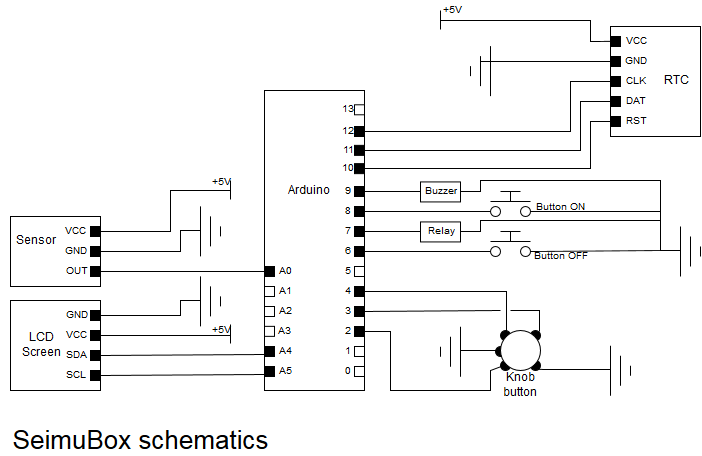 +5V
VCC
GND
CLK
DAT
RST
RTC
13
12
11
10
9
8
7
6
5
4
3
2
1
0
Arduino
A0
A1
A2
A3
A4
A5
Buzzer
Button ON
Relay
Button OFF
+5V
Sensor
VCC
GND
OUT
LCD
Screen
GND
VCC
SDA
SCL
+5V
Knob
button
SeimuBox schematics